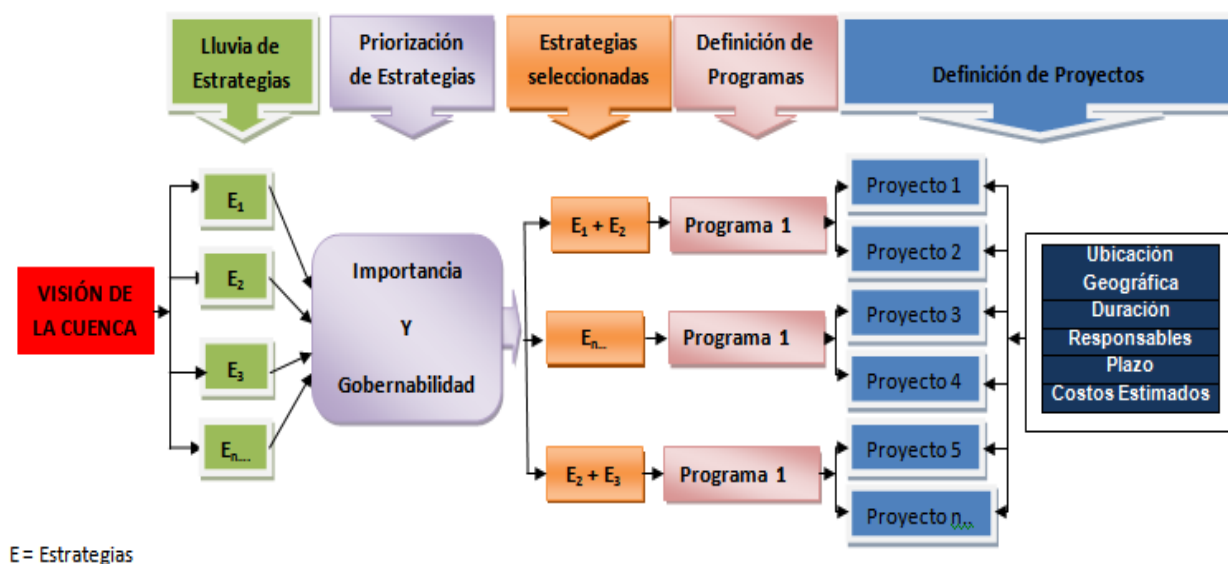 Lluvia de
Estrategias
Priorización
de Estrategias
Estrategias
seleccionadas
Definición de
Programas
Definición de Proyectos
VISIÓN DE
LA CUENCA
E₁
E₂
E₃
Eₙ....
Importancia
Y
Gobernabilidad
E₁ + E₂
Eₙ...
E₂ + E₃
Programa 1
Programa 1
Programa 1
Proyecto 1
Proyecto 2
Proyecto 3
Proyecto 4
Proyecto 5
Proyecto n..
Ubicación
Geográfica
Duración
Responsables
Plazo
Costos Estimados
E = Estrategias